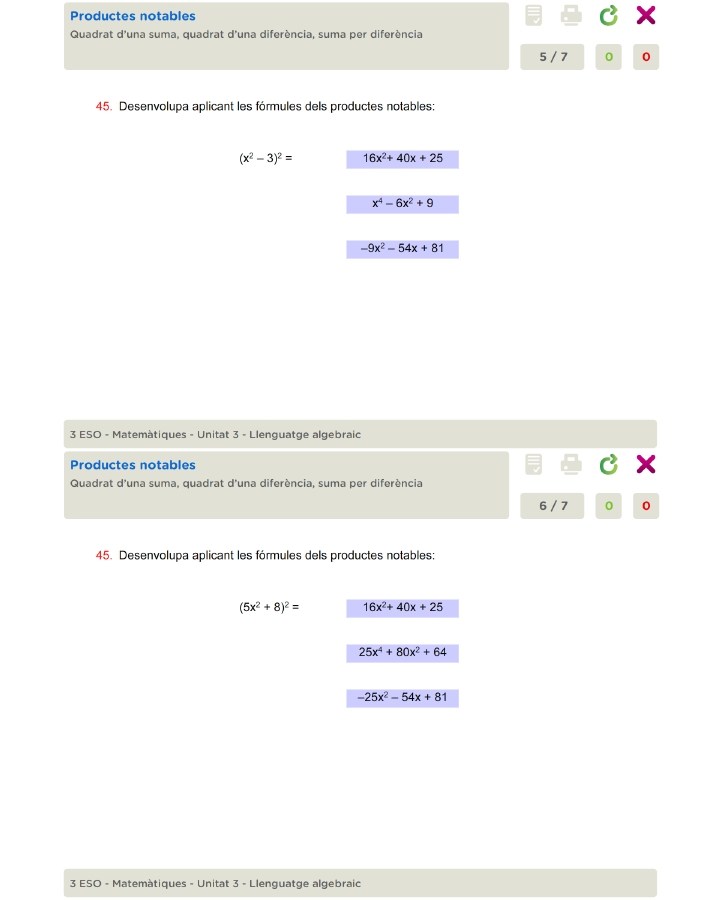 Productes notables
Quadrat d'una suma, quadrat d'una diferència, suma per diferència
5 / 7 0 0
45. Desenvolupa aplicant les fórmules dels productes notables:
(x² – 3)² = 16x²+ 40x + 25
x⁴ – 6x² + 9
–9x² – 54x + 81
3 ESO - Matemàtiques - Unitat 3 - Llenguatge algebraic
Productes notables
Quadrat d'una suma, quadrat d'una diferència, suma per diferència
6 / 7 0 0
45. Desenvolupa aplicant les fórmules dels productes notables:
(5x² + 8)² = 16x²+ 40x + 25
25x⁴ + 80x² + 64
–25x² – 54x + 81
3 ESO - Matemàtiques - Unitat 3 - Llenguatge algebraic